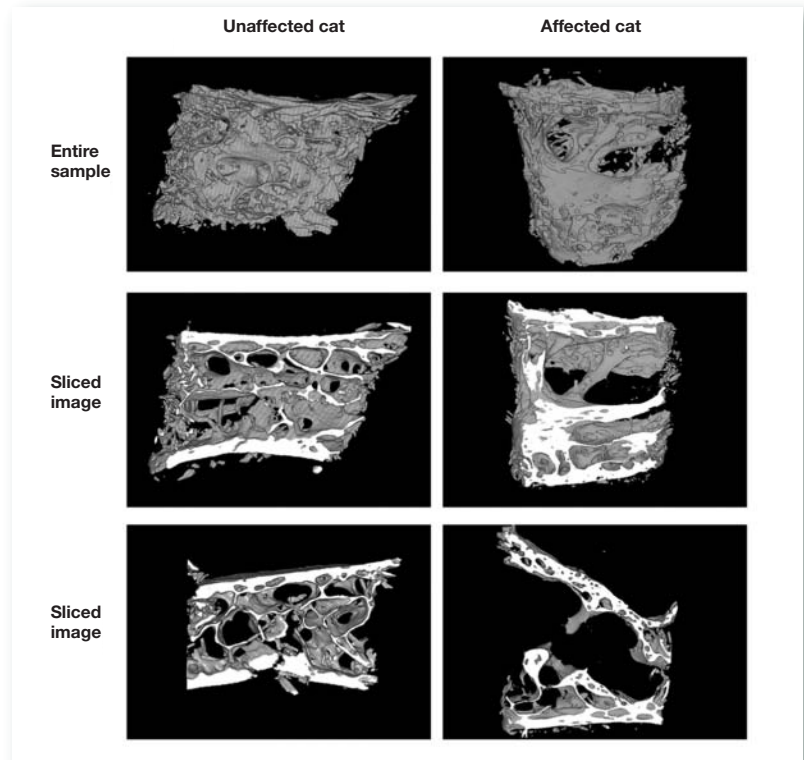 Unaffected cat
Affected cat
Entire
sample
Sliced
image
Sliced
image